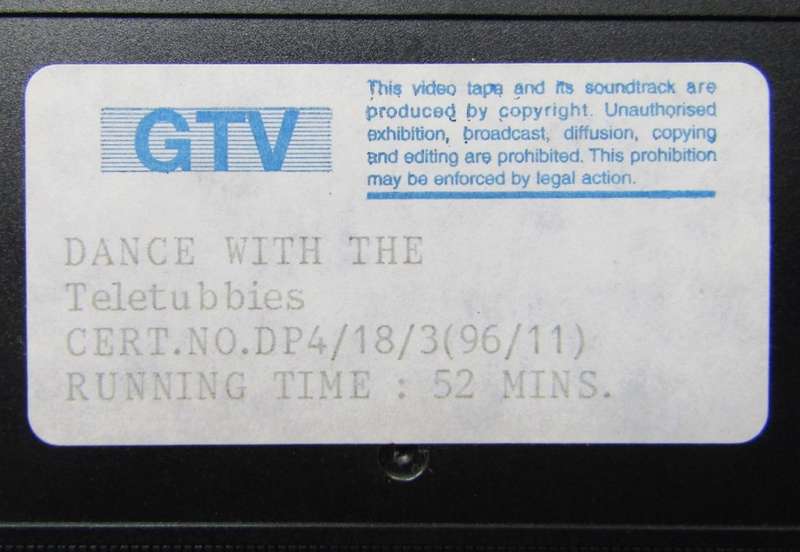 GTV
This video tape and its soundtrack are
produced by copyright. Unauthorised
exhibition, broadcast, diffusion, copying
and editing are prohibited. This prohibition
may be enforced by legal action.
DANCE WITH THE
Teletubbies
CERT.NO.DP4/18/3(96/11)
RUNNING TIME : 52 MINS.